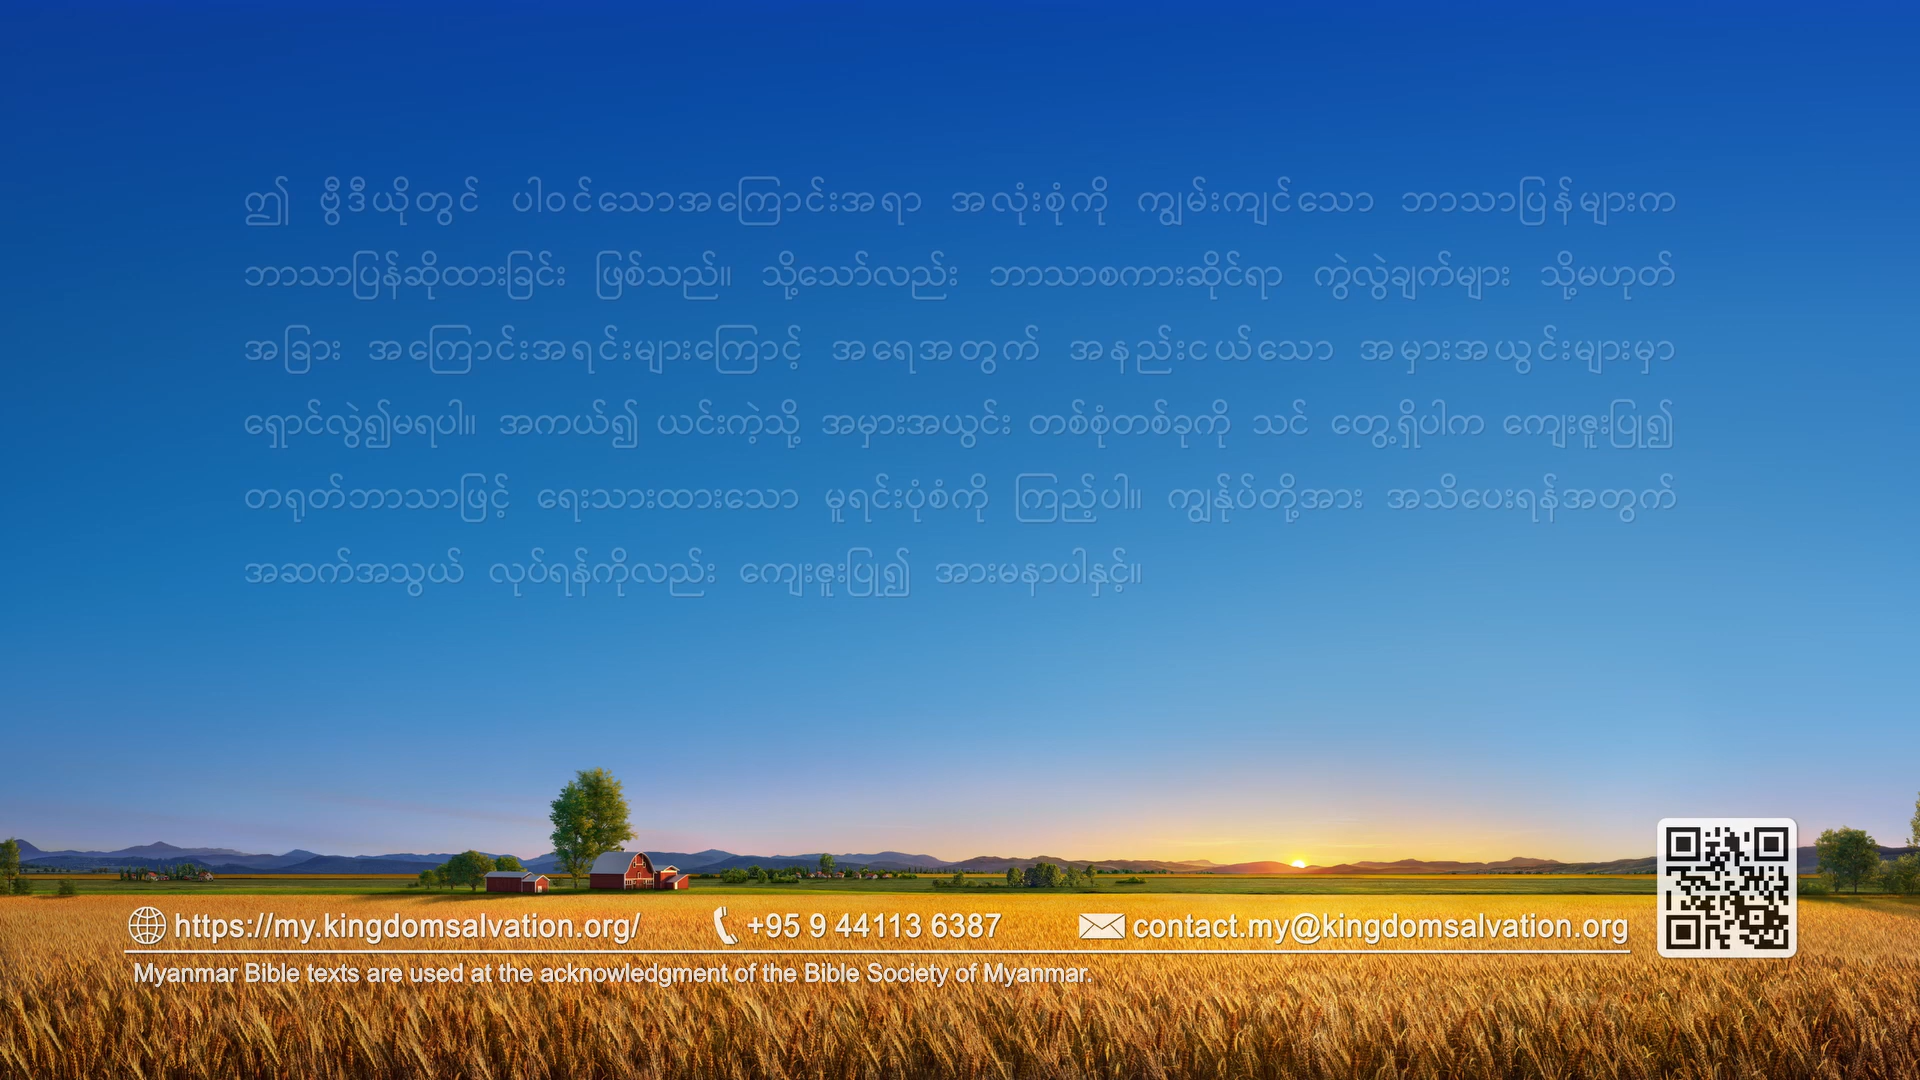 ဤ ဗွီဒီယိုတွင် ပါဝင်သောအကြောင်းအရာ အလုံးစုံကို ကျွမ်းကျင်သော ဘာသာပြန်များက
ဘာသာပြန်ဆိုထားခြင်း ဖြစ်သည်။ သို့သော်လည်း ဘာသာစကားဆိုင်ရာ ကွဲလွဲချက်များ သို့မဟုတ်
အခြား အကြောင်းအရင်းများကြောင့် အရေအတွက် အနည်းငယ်သော အမှားအယွင်းများမှာ
ရှောင်လွှဲ၍မရပါ။ အကယ်၍ ယင်းကဲ့သို့ အမှားအယွင်း တစ်စုံတစ်ခုကို သင် တွေ့ရှိပါက ကျေးဇူးပြု၍
တရုတ်ဘာသာဖြင့် ရေးသားထားသော မူရင်းပုံစံကို ကြည့်ပါ။ ကျွန်ုပ်တို့အား အသိပေးရန်အတွက်
အဆက်အသွယ် လုပ်ရန်ကိုလည်း ကျေးဇူးပြု၍ အားမနာပါနှင့်။
https://my.kingdomsalvation.org/ +95 9 44113 6387 contact.my@kingdomsalvation.org
Myanmar Bible texts are used at the acknowledgment of the Bible Society of Myanmar.